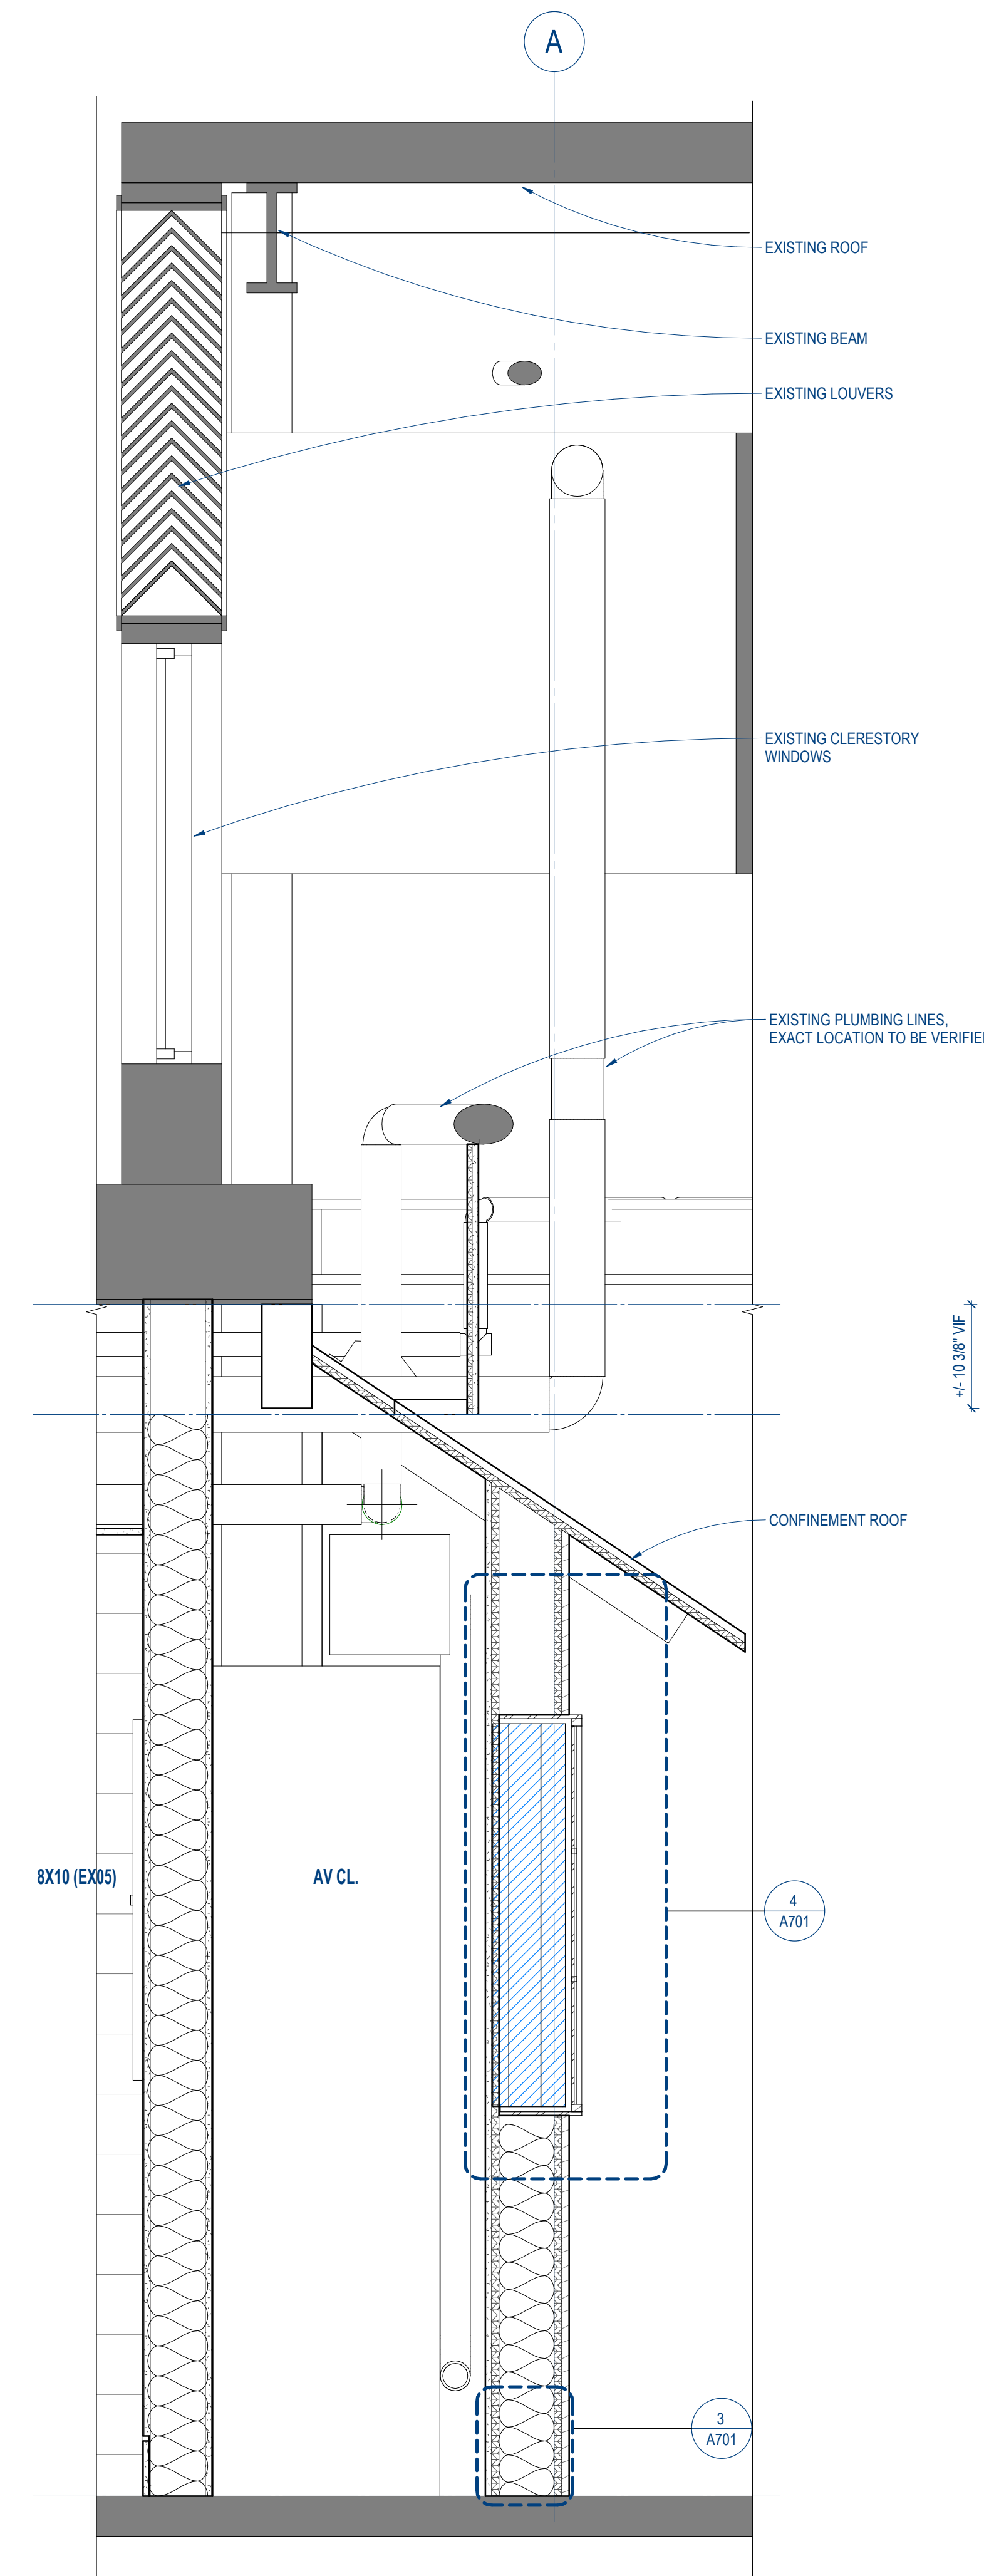 A
EXISTING ROOF
EXISTING BEAM
EXISTING LOUVERS
EXISTING CLERESTORY
WINDOWS
EXISTING PLUMBING LINES,
EXACT LOCATION TO BE VERIFIE
+/- 10 3/8" VIF
CONFINEMENT ROOF
8X10 (EX05)
AV CL.
4
A701
3
A701